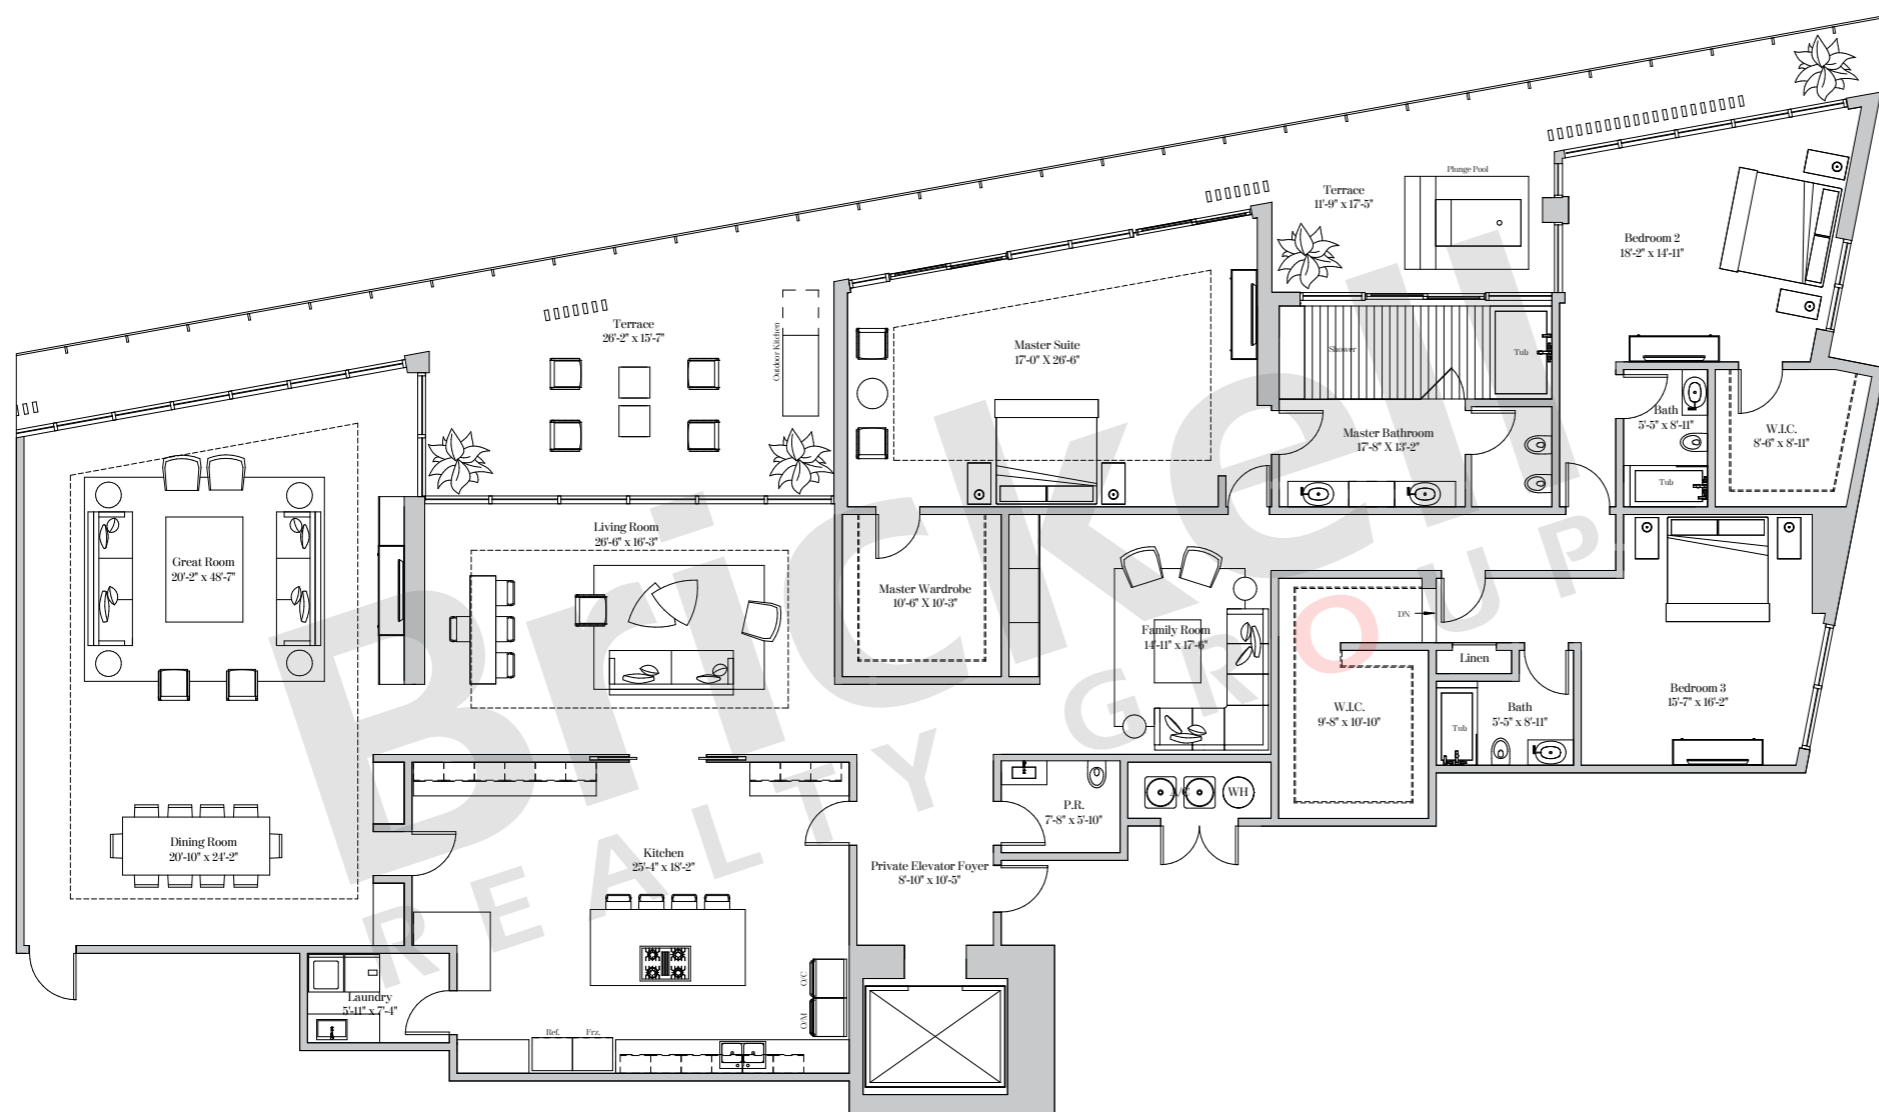 Plunge Pool
Terrace
11'-9" x 17'-5"
Bedroom 2
18'-2" x 14'-11"
Terrace
26'-2" x 15'-7"
Outdoor Kitchen
Master Suite
17'-0" X 26'-6"
Shower
Tub
Master Bathroom
17'-8" X 13'-2"
Bath
5'-5" x 8'-11"
Tub
W.I.C.
8'-6" x 8'-11"
Great Room
20'-2" x 48'-7"
Living Room
26'-6" x 16'-3"
Master Wardrobe
10'-6" X 10'-3"
Family Room
14'-11" x 17'-6"
DN
Linen
W.I.C.
9'-8" x 10'-10"
Tub
Bath
5'-5" x 8'-11"
Bedroom 3
15'-7" x 16'-2"
Dining Room
20'-10" x 24'-2"
Kitchen
25'-4" x 18'-2"
Private Elevator Foyer
8'-10" x 10'-5"
P.R.
7'-8" x 5'-10"
A/C
WH
Laundry
5'-11" x 7'-4"
Ref.
Frz.
O/C
O/M
Brickell
REALTY GROUP